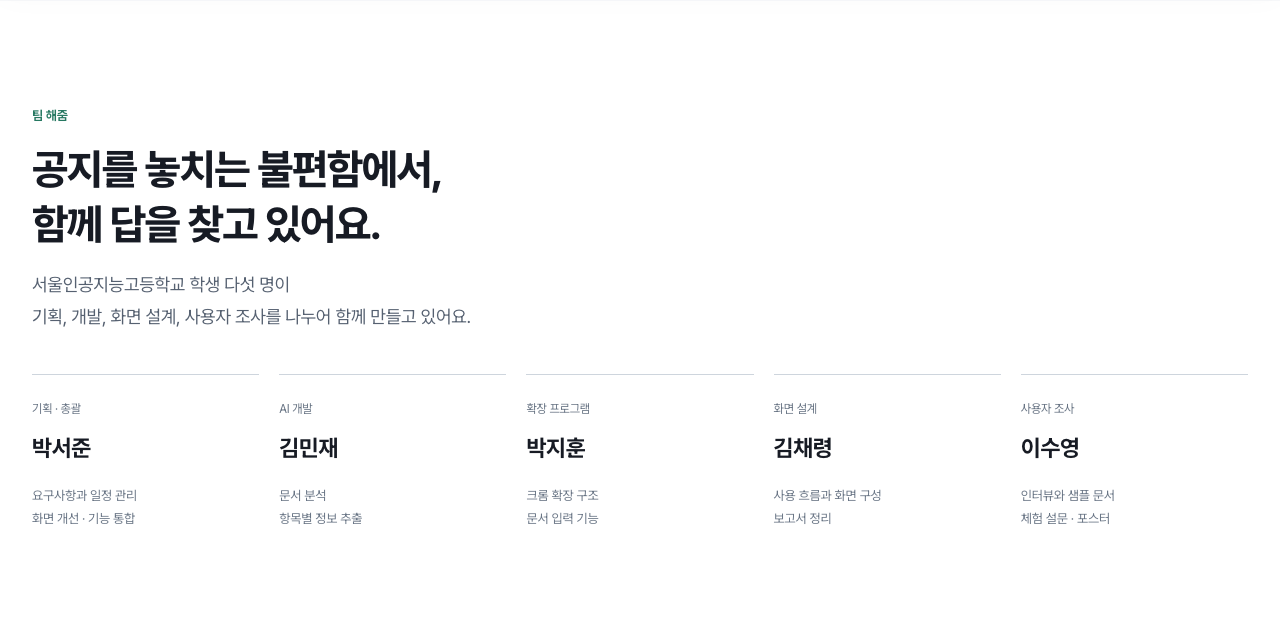 팀 해줌
공지를 놓치는 불편함에서,
함께 답을 찾고 있어요.
서울인공지능고등학교 학생 다섯 명이
기획, 개발, 화면 설계, 사용자 조사를 나누어 함께 만들고 있어요.
기획 · 총괄
박서준
요구사항과 일정 관리
화면 개선 · 기능 통합
AI 개발
김민재
문서 분석
항목별 정보 추출
확장 프로그램
박지훈
크롬 확장 구조
문서 입력 기능
화면 설계
김채령
사용 흐름과 화면 구성
보고서 정리
사용자 조사
이수영
인터뷰와 샘플 문서
체험 설문 · 포스터